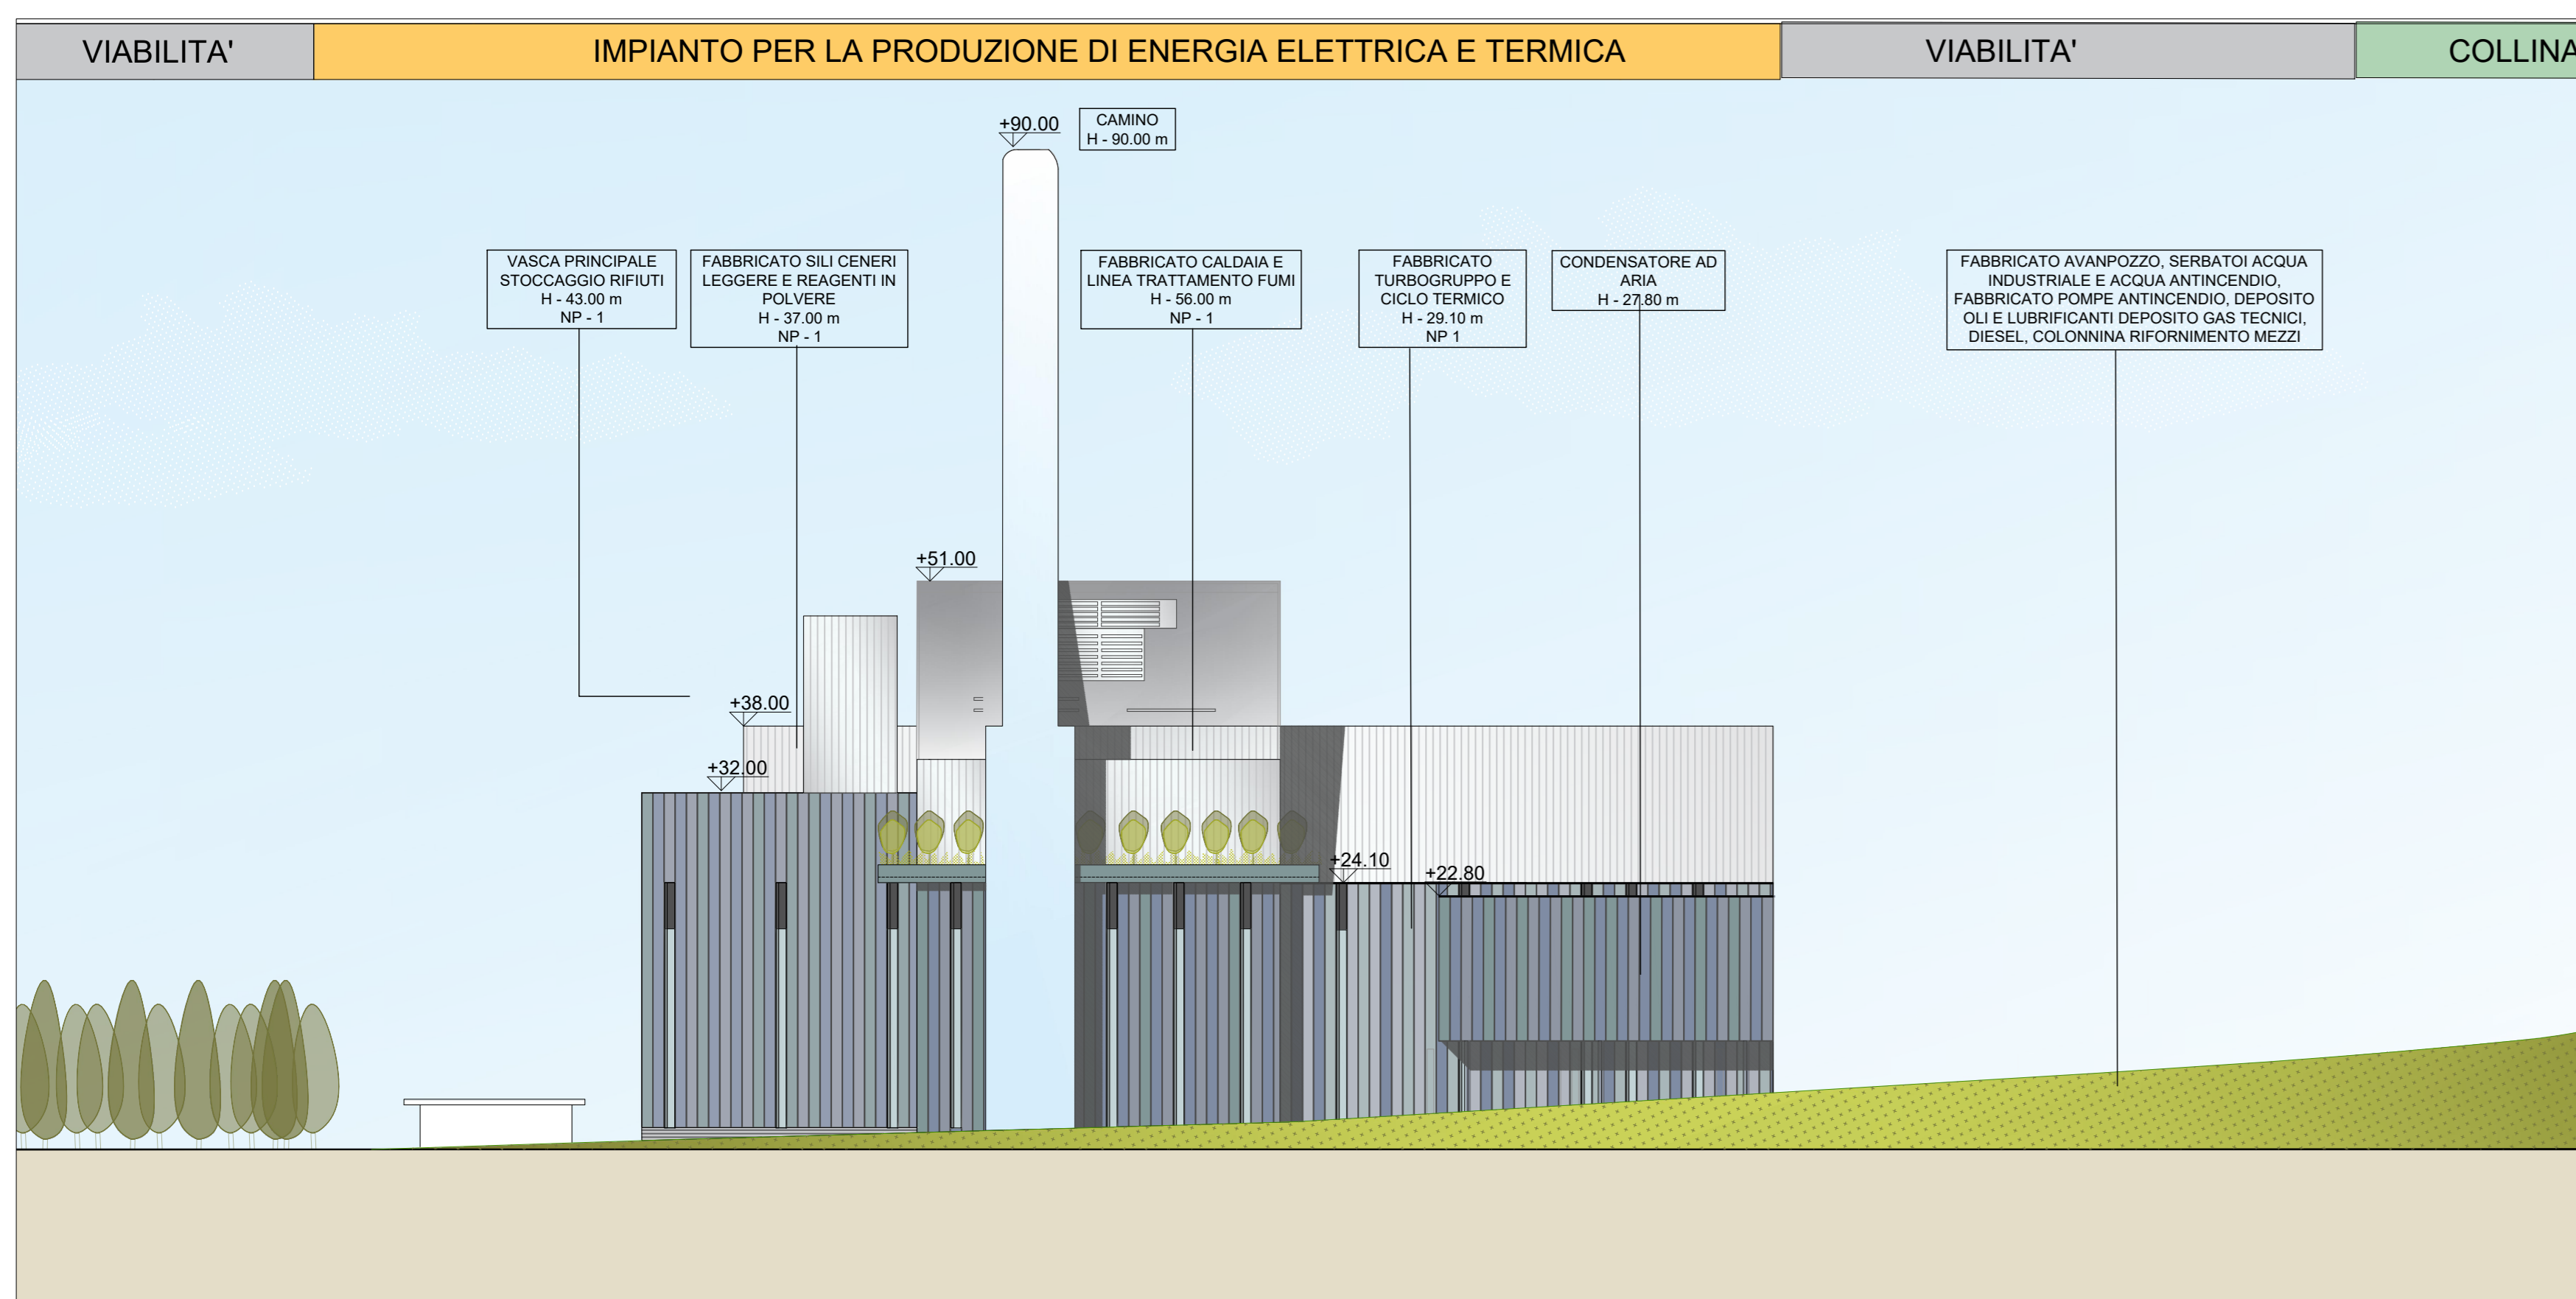 VIABILITA'
IMPIANTO PER LA PRODUZIONE DI ENERGIA ELETTRICA E TERMICA
VIABILITA'
COLLINA
+90.00
CAMINO
H - 90.00 m
VASCA PRINCIPALE
STOCCAGGIO RIFIUTI
H - 43.00 m
NP - 1
FABBRICATO SILI CENERI
LEGGERE E REAGENTI IN
POLVERE
H - 37.00 m
NP - 1
FABBRICATO CALDAIA E
LINEA TRATTAMENTO FUMI
H - 56.00 m
NP - 1
FABBRICATO
TURBOGRUPPO E
CICLO TERMICO
H - 29.10 m
NP 1
CONDENSATORE AD
ARIA
H - 27.80 m
FABBRICATO AVANPOZZO, SERBATOI ACQUA
INDUSTRIALE E ACQUA ANTINCENDIO,
FABBRICATO POMPE ANTINCENDIO, DEPOSITO
OLI E LUBRIFICANTI DEPOSITO GAS TECNICI,
DIESEL, COLONNINA RIFORNIMENTO MEZZI
+51.00
+38.00
+32.00
+24.10
+22.80